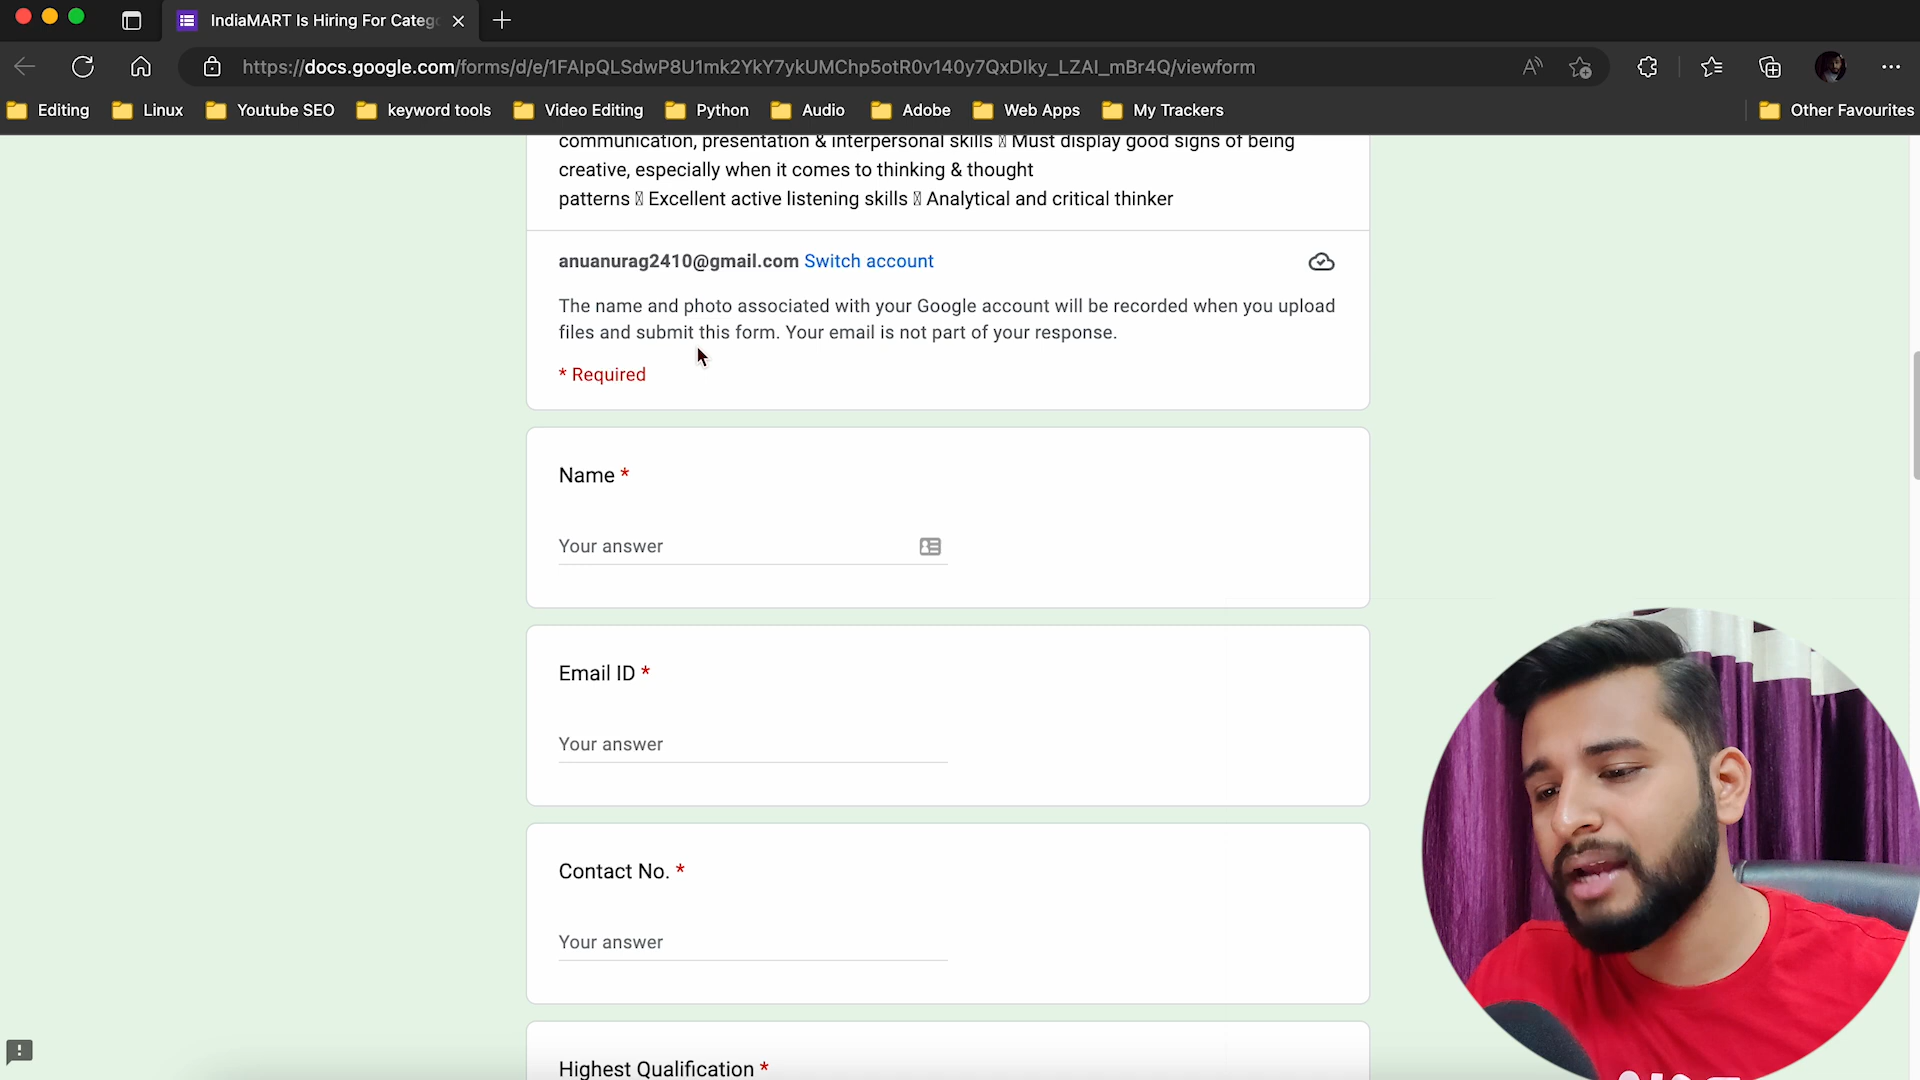 IndiaMART Is Hiring For Categ
https://docs.google.com/forms/d/e/1FAIpQLSdwP8U1mk2YkY7ykUMChp5otR0v140y7QxDIky_LZAI_mBr4Q/viewform
Editing Linux Youtube SEO keyword tools Video Editing Python Audio Adobe Web Apps My Trackers Other Favourites
communication, presentation & interpersonal skills Must display good signs of being
creative, especially when it comes to thinking & thought
patterns Excellent active listening skills Analytical and critical thinker
anuanurag2410@gmail.com Switch account
The name and photo associated with your Google account will be recorded when you upload
files and submit this form. Your email is not part of your response.
* Required
Name *
Your answer
Email ID *
Your answer
Contact No. *
Your answer
Highest Qualification *